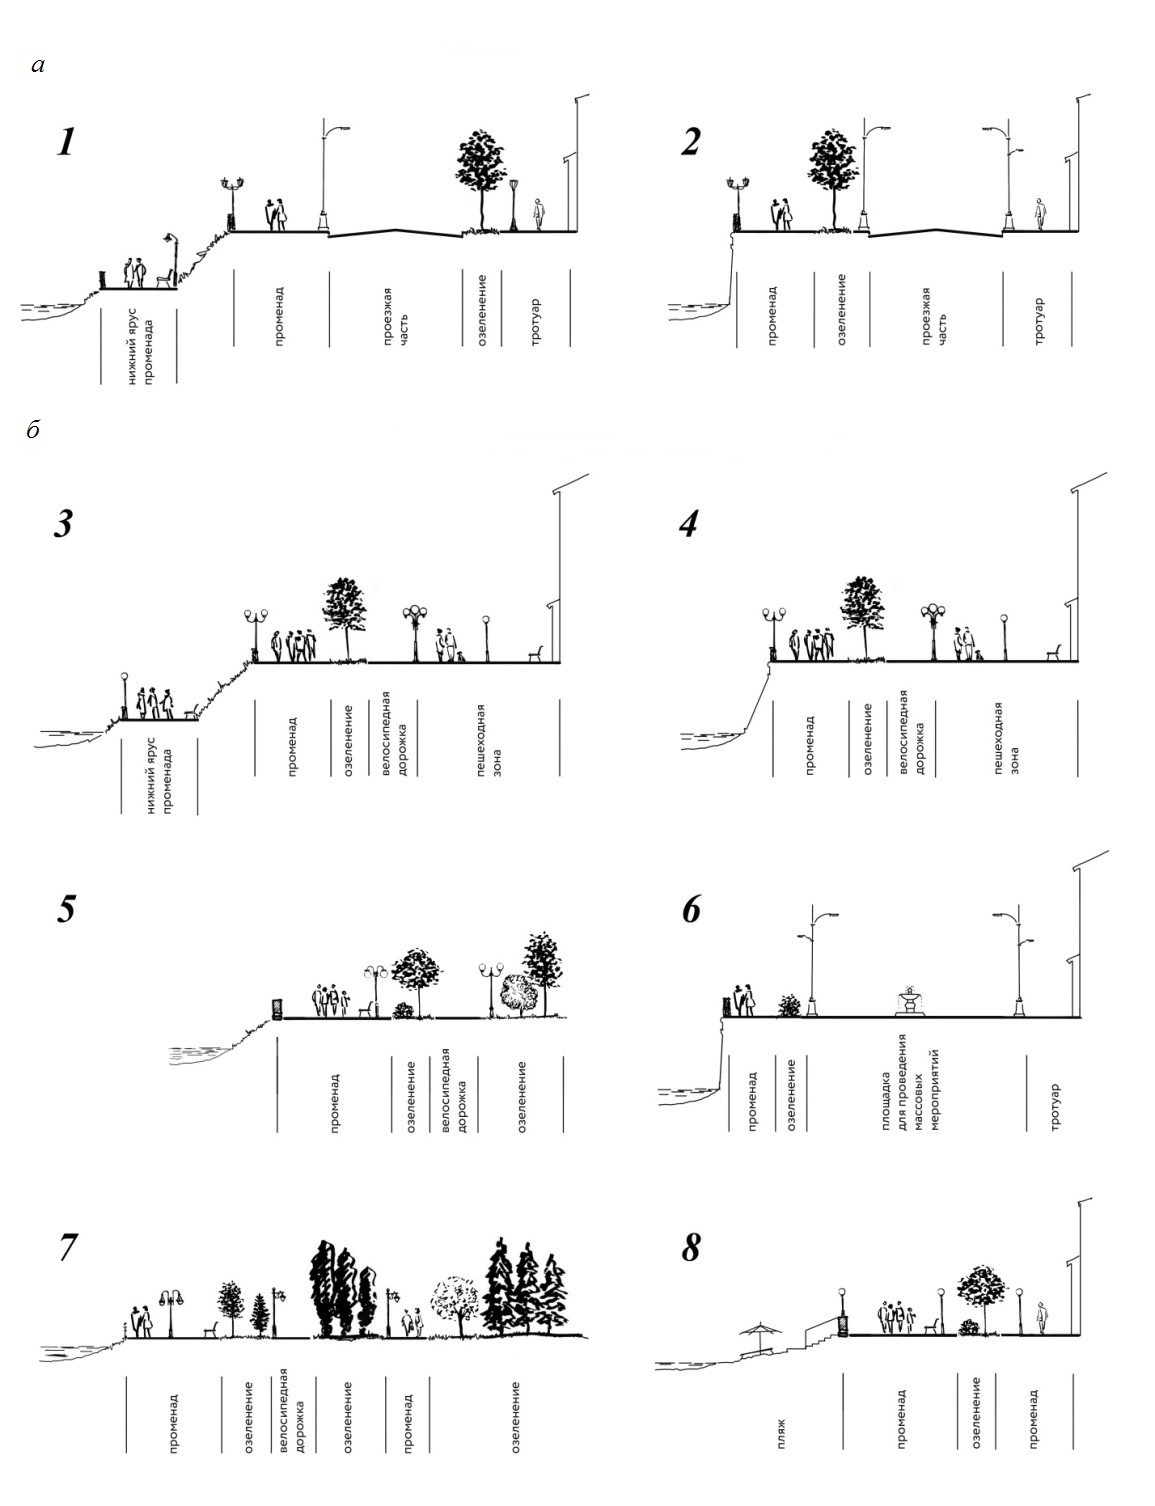 а
1
2
нижний ярус
променада
променад
проезжая
часть
озеленение
тротуар
променад
озеленение
проезжая
часть
тротуар
б
3
4
нижний ярус
променада
променад
озеленение
велосипедная
дорожка
пешеходная
зона
променад
озеленение
велосипедная
дорожка
пешеходная
зона
5
6
променад
озеленение
велосипедная
дорожка
озеленение
променад
озеленение
площадка
для проведения
массовых
мероприятий
тротуар
7
8
променад
озеленение
велосипедная
дорожка
озеленение
променад
озеленение
пляж
променад
озеленение
променад